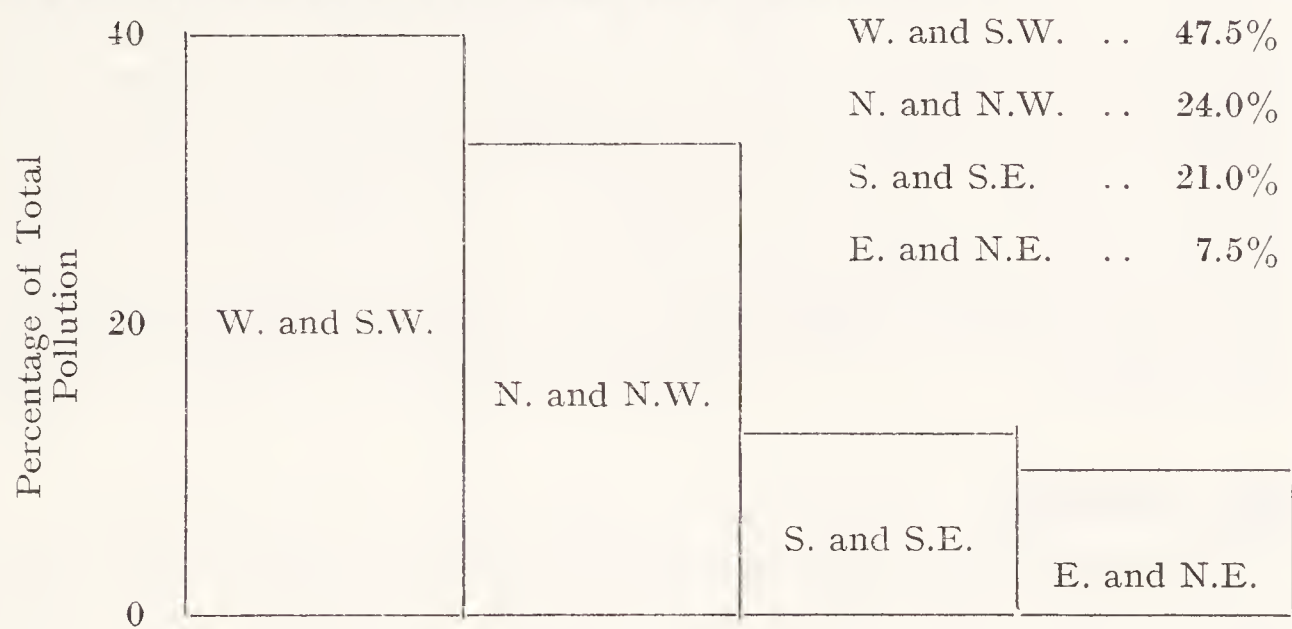 Percentage of Total
Pollution
40
20
0
W. and S.W.
N. and N.W.
S. and S.E.
E. and N.E.
W. and S.W. .. 47.5%
N. and N.W. .. 24.0%
S. and S.E. .. 21.0%
E. and N.E. .. 7.5%